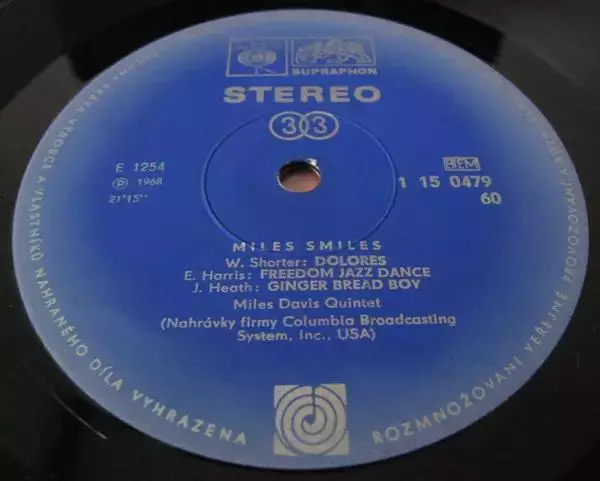 SUPRAPHON
STEREO
33
E 1254
℗ 1968
21'15"
BIEM
1 15 0479
60
MILES SMILES
W. Shorter: DOLORES
E. Harris: FREEDOM JAZZ DANCE
J. Heath: GINGER BREAD BOY
Miles Davis Quintet
(Nahrávky firmy Columbia Broadcasting
System, Inc., USA)
VÝROBCE A VLASTNÍKŮ NAHRANÉHO DÍLA VYHRAZENA
ROZMNOŽOVÁNÍ VEŘEJNÉ PROVOZOVÁNÍ A